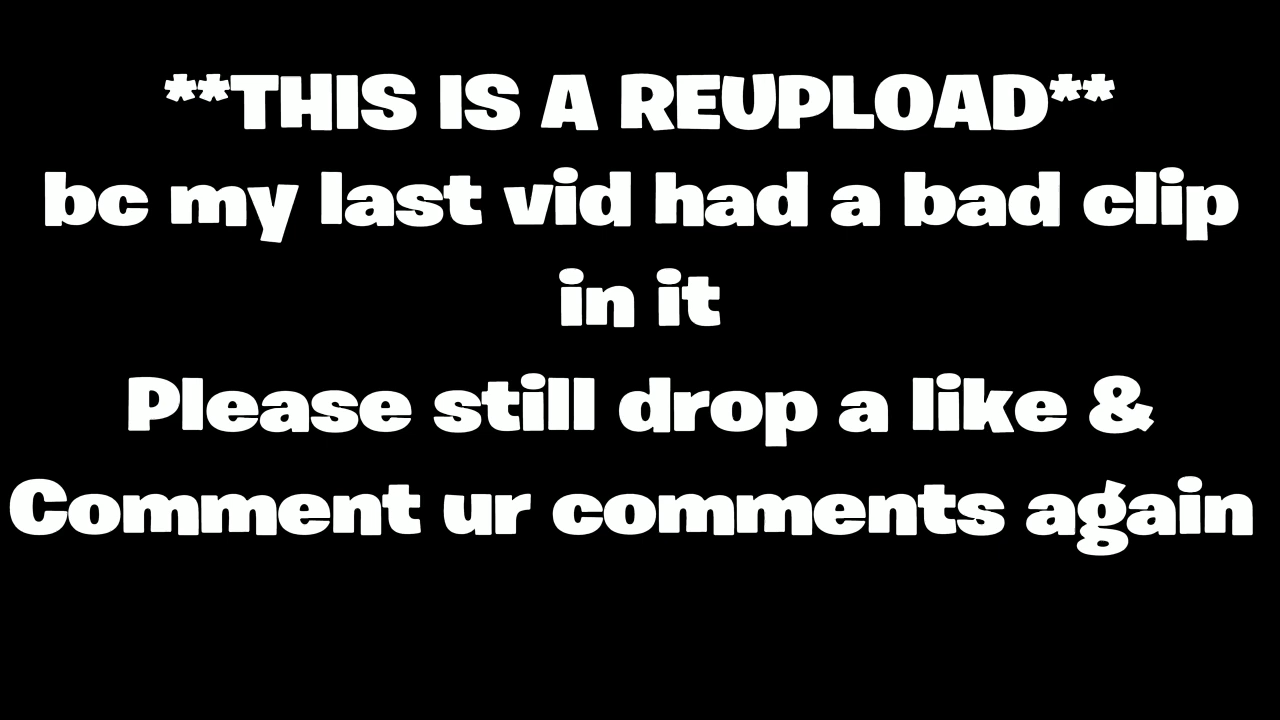 **THIS IS A REUPLOAD**
bc my last vid had a bad clip
in it
Please still drop a like &
Comment ur comments again